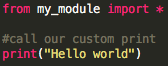 from my_module import *
#call our custom print
print("Hello world")